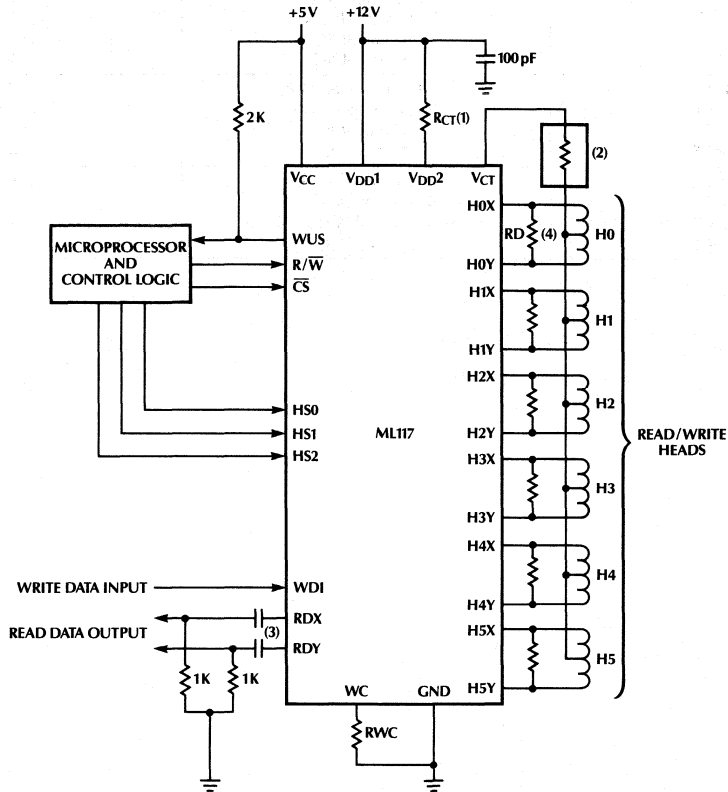 +5V +12V
100 pF
2K
RCT(1)
(2)
VCC VDD1 VDD2 VCT
MICROPROCESSOR
AND
CONTROL LOGIC
WUS
R/W̅
C̅S̅
HS0
HS1
HS2
ML117
H0X
RD (4) H0
H0Y
H1X
H1
H1Y
H2X
H2
H2Y
H3X
H3
H3Y
H4X
H4
H4Y
H5X
H5
H5Y
READ/WRITE
HEADS
WRITE DATA INPUT WDI
RDX
READ DATA OUTPUT (3)
RDY
1K 1K
WC GND
RWC